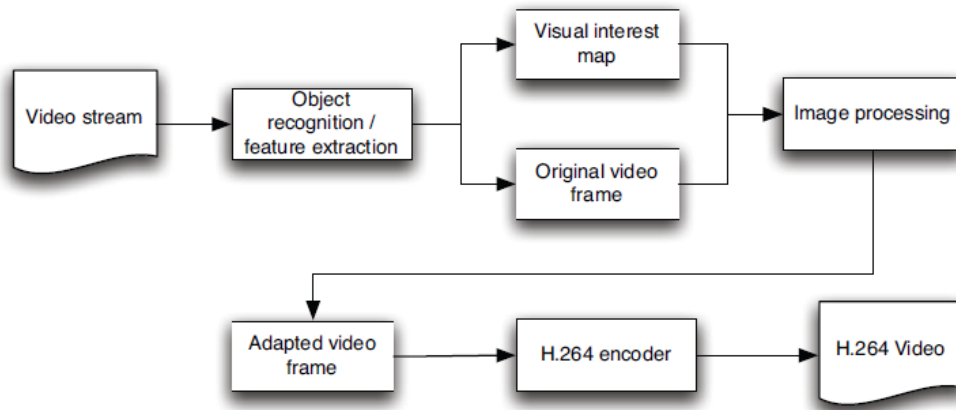 Visual interest
map
Video stream
Object
recognition /
feature extraction
Image processing
Original video
frame
Adapted video
frame
H.264 encoder
H.264 Video